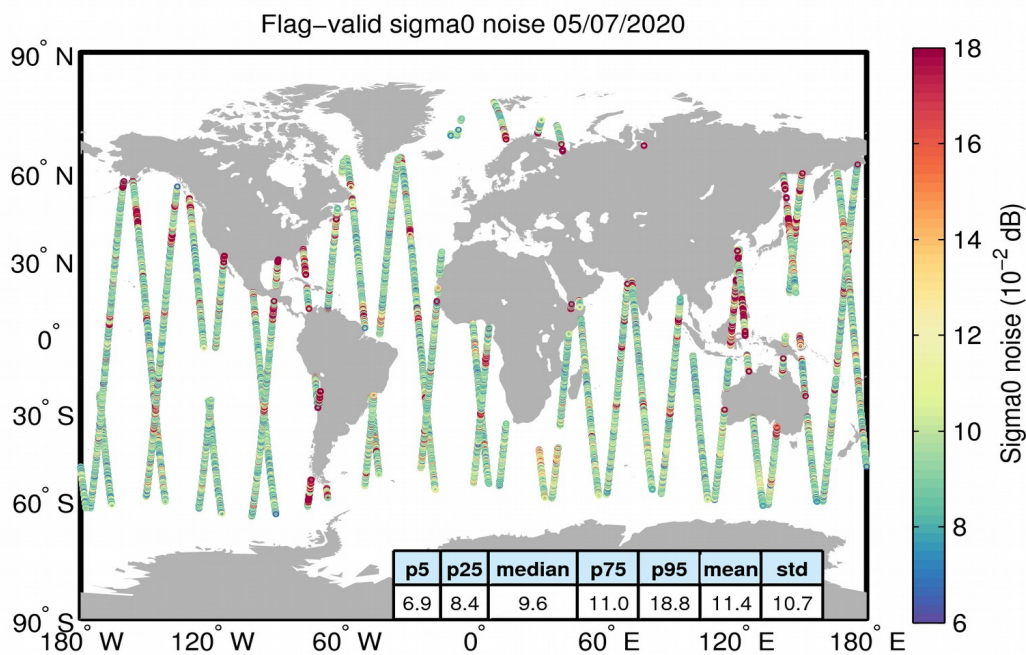 Flag−valid sigma0 noise 05/07/2020
90° N
60° N
30° N
0°
30° S
60° S
90° S
180° W
120° W
60° W
0°
60° E
120° E
180° E
p5 p25 median p75 p95 mean std
6.9 8.4 9.6 11.0 18.8 11.4 10.7
18
16
14
12
10
8
6
Sigma0 noise (10⁻² dB)